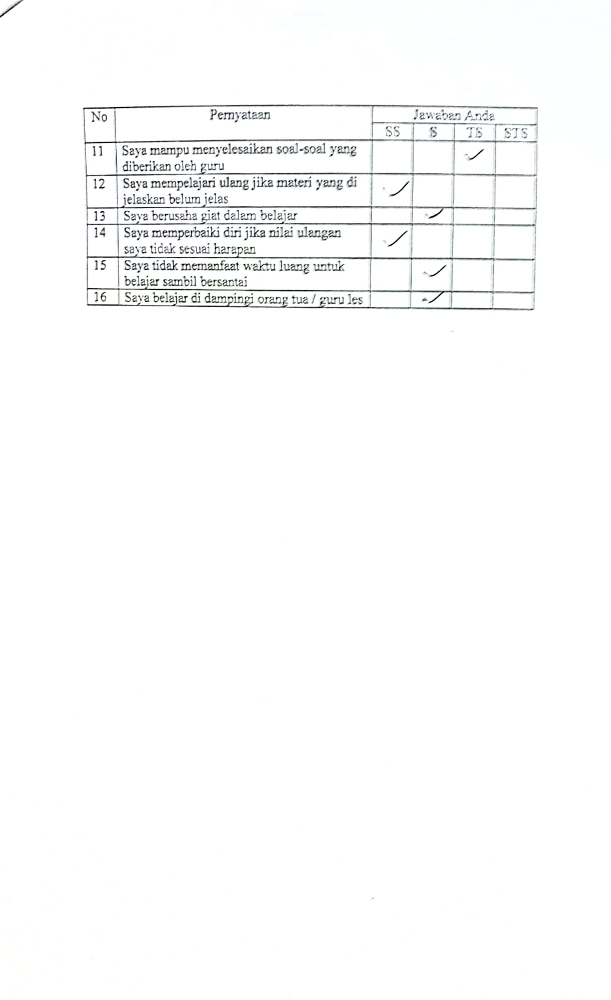 No Pernyataan Jawaban Anda
SS S TS STS
11 Saya mampu menyelesaikan soal-soal yang
diberikan oleh guru ✓
12 Saya mempelajari ulang jika materi yang di
jelaskan belum jelas ✓
13 Saya berusaha giat dalam belajar ✓
14 Saya memperbaiki diri jika nilai ulangan
saya tidak sesuai harapan ✓
15 Saya tidak memanfaat waktu luang untuk
belajar sambil bersantai ✓
16 Saya belajar di dampingi orang tua / guru les ✓